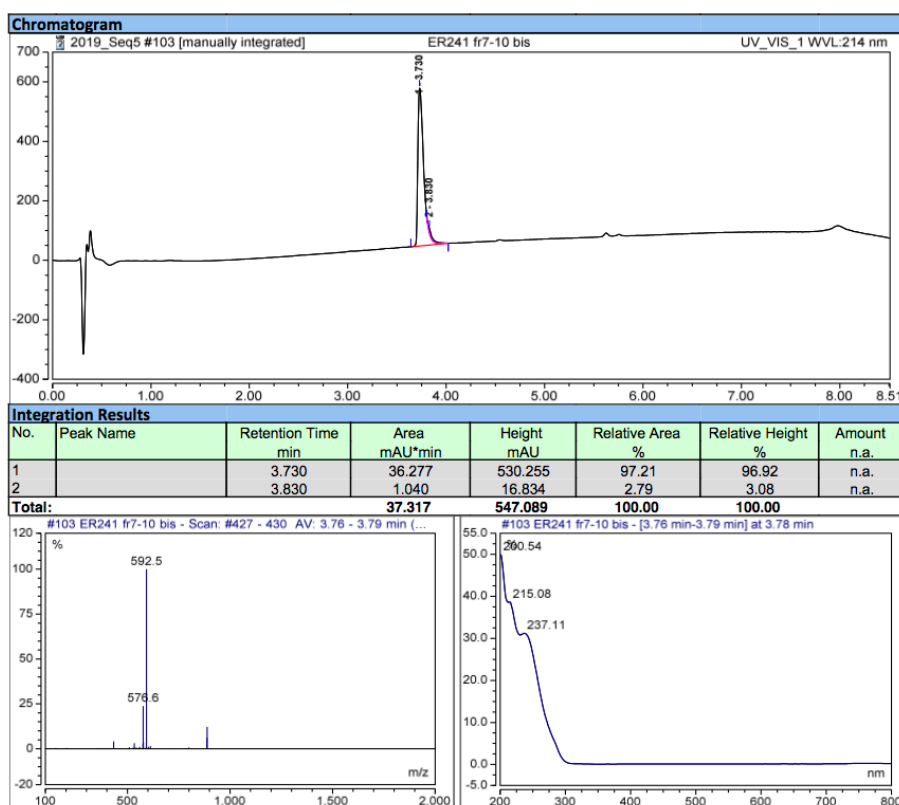 Chromatogram
2019_Seq5 #103 [manually integrated] ER241 fr7-10 bis UV_VIS_1 WVL:214 nm
700
600
400
200
0
-200
-400
1 - 3.730
2 - 3.830
0.00 1.00 2.00 3.00 4.00 5.00 6.00 7.00 8.00 8.51
Integration Results
No. Peak Name Retention Time Area Height Relative Area Relative Height Amount
min mAU*min mAU % % n.a.
1 3.730 36.277 530.255 97.21 96.92 n.a.
2 3.830 1.040 16.834 2.79 3.08 n.a.
Total: 37.317 547.089 100.00 100.00
#103 ER241 fr7-10 bis - Scan: #427 - 430 AV: 3.76 - 3.79 min (...
120
100
75
50
25
0
-20
%
592.5
576.6
m/z
100 500 1.000 1.500 2.000
#103 ER241 fr7-10 bis - [3.76 min-3.79 min] at 3.78 min
55.0
50.0
40.0
30.0
20.0
10.0
0.0
-5.0
%
200.54
215.08
237.11
nm
200 300 400 500 600 700 800